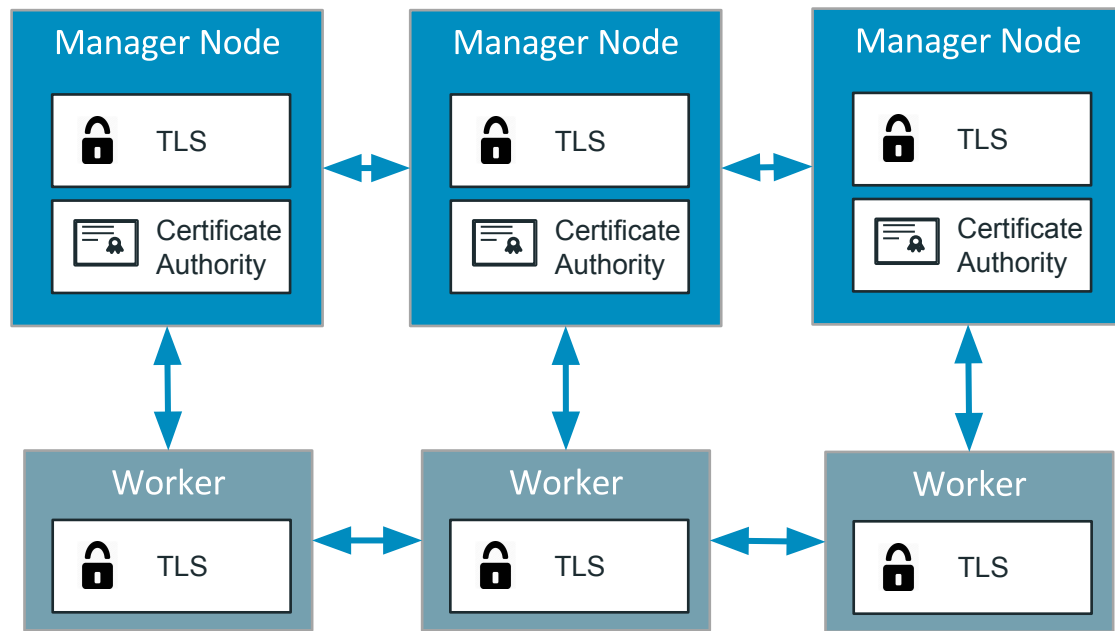 Manager Node
TLS
Certificate
Authority
Manager Node
TLS
Certificate
Authority
Manager Node
TLS
Certificate
Authority
Worker
TLS
Worker
TLS
Worker
TLS